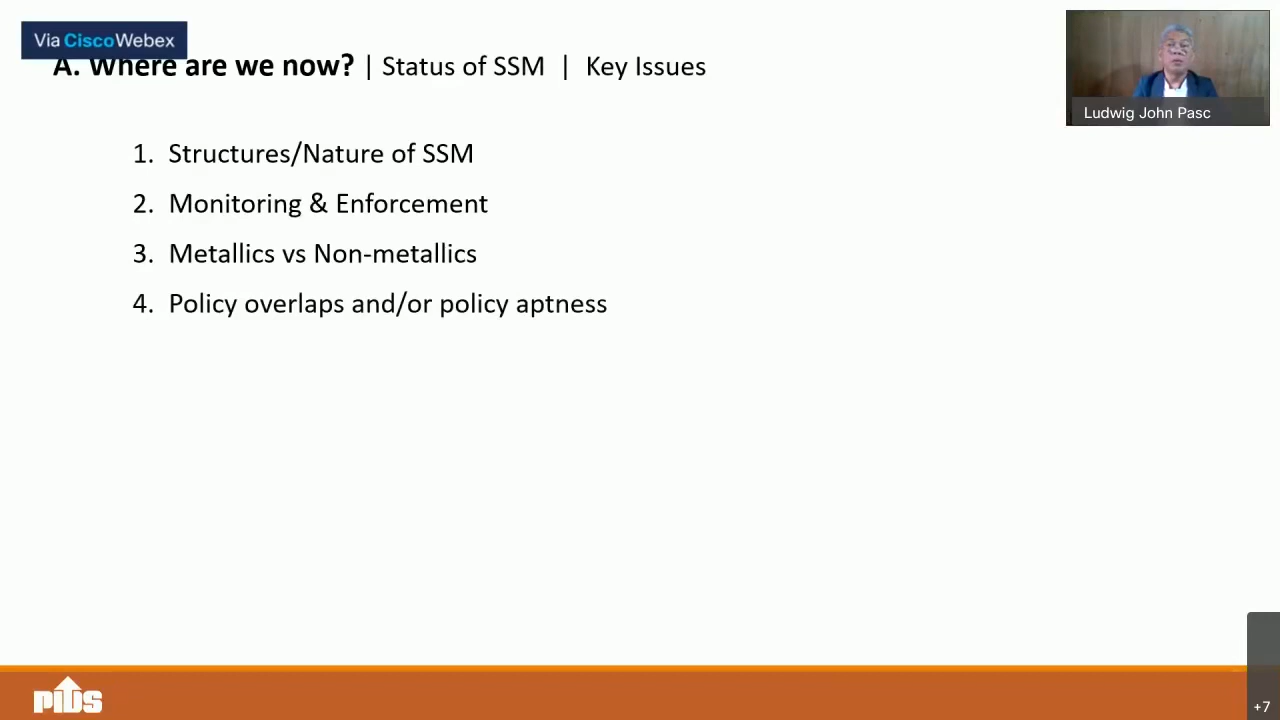 Via CiscoWebex
A. Where are we now? | Status of SSM | Key Issues
Ludwig John Pasc
1. Structures/Nature of SSM
2. Monitoring & Enforcement
3. Metallics vs Non-metallics
4. Policy overlaps and/or policy aptness
PIDS
+7